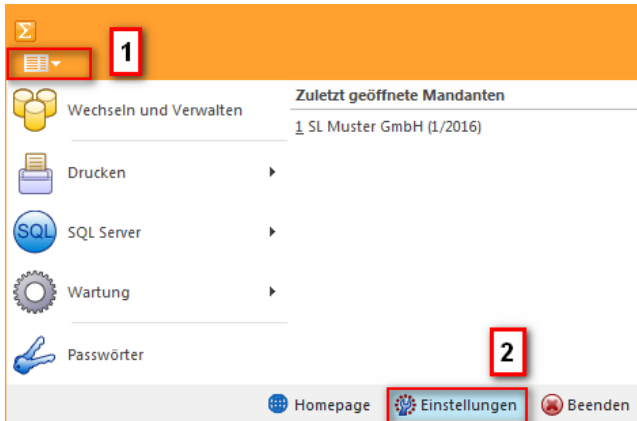 Σ
1
Wechseln und Verwalten
Zuletzt geöffnete Mandanten
1 SL Muster GmbH (1/2016)
Drucken
SQL
SQL Server
Wartung
Passwörter
2
Homepage Einstellungen Beenden